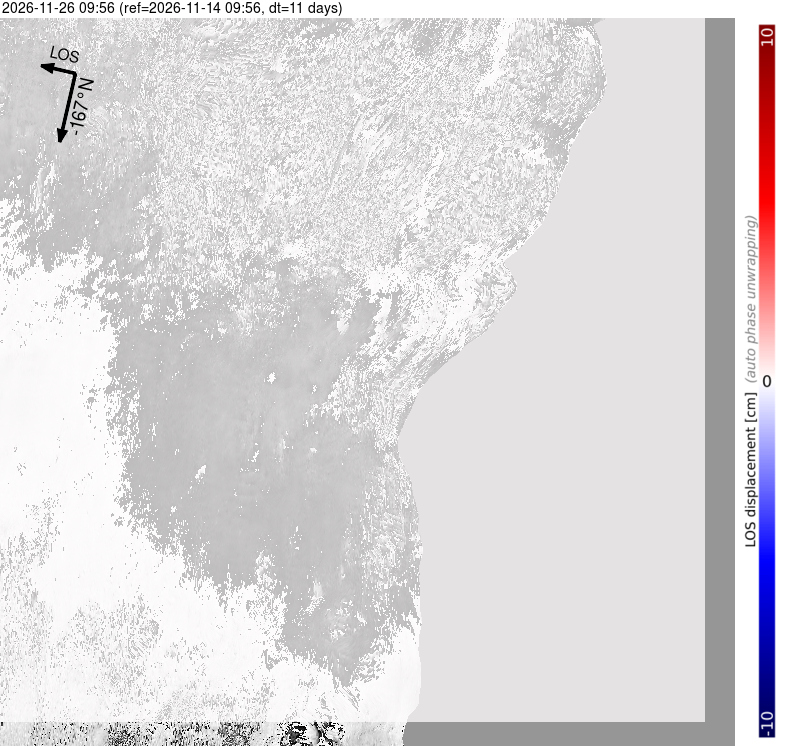 2026-11-26 09:56 (ref=2026-11-14 09:56, dt=11 days)
LOS
-167°N
10
0
-10
LOS displacement [cm] (auto phase unwrapping)